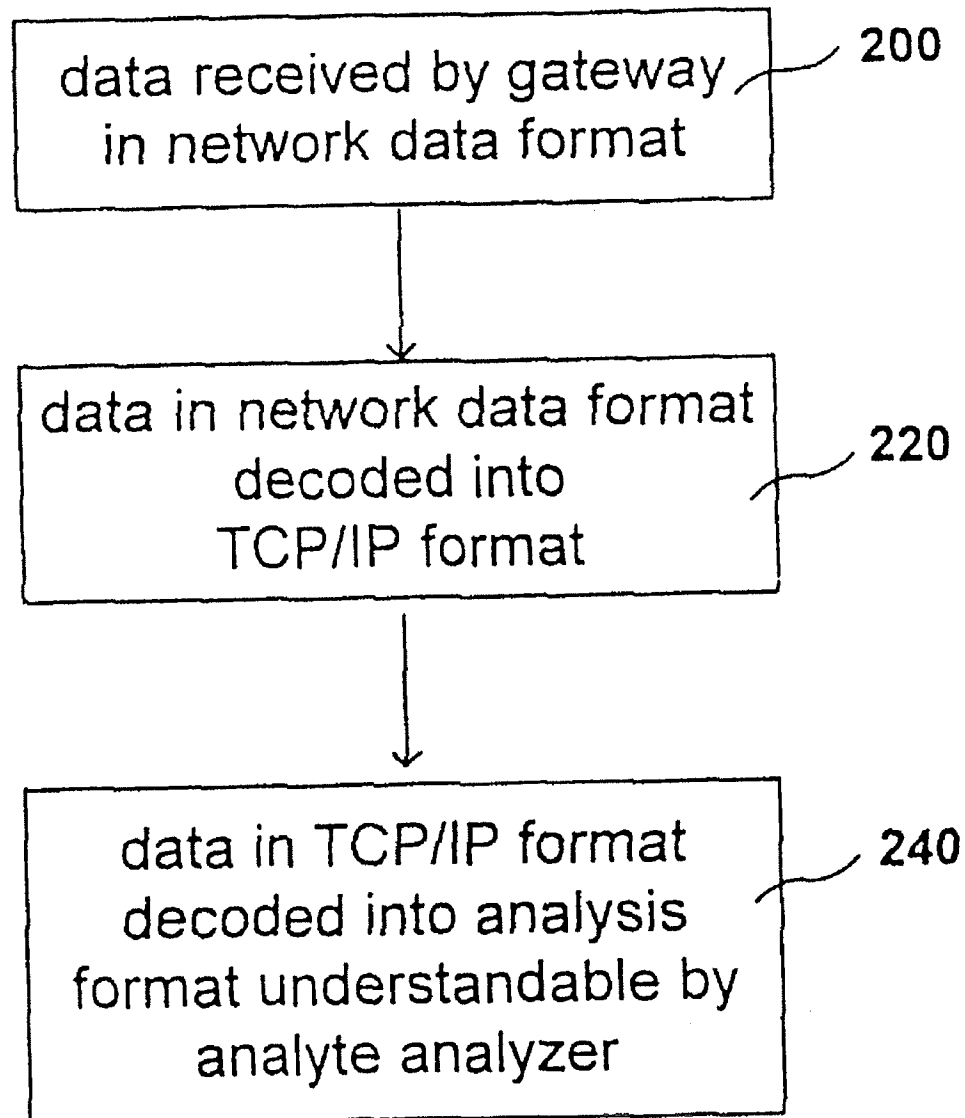 data received by gateway
in network data format
200
data in network data format
decoded into
TCP/IP format
220
data in TCP/IP format
decoded into analysis
format understandable by
analyte analyzer
240